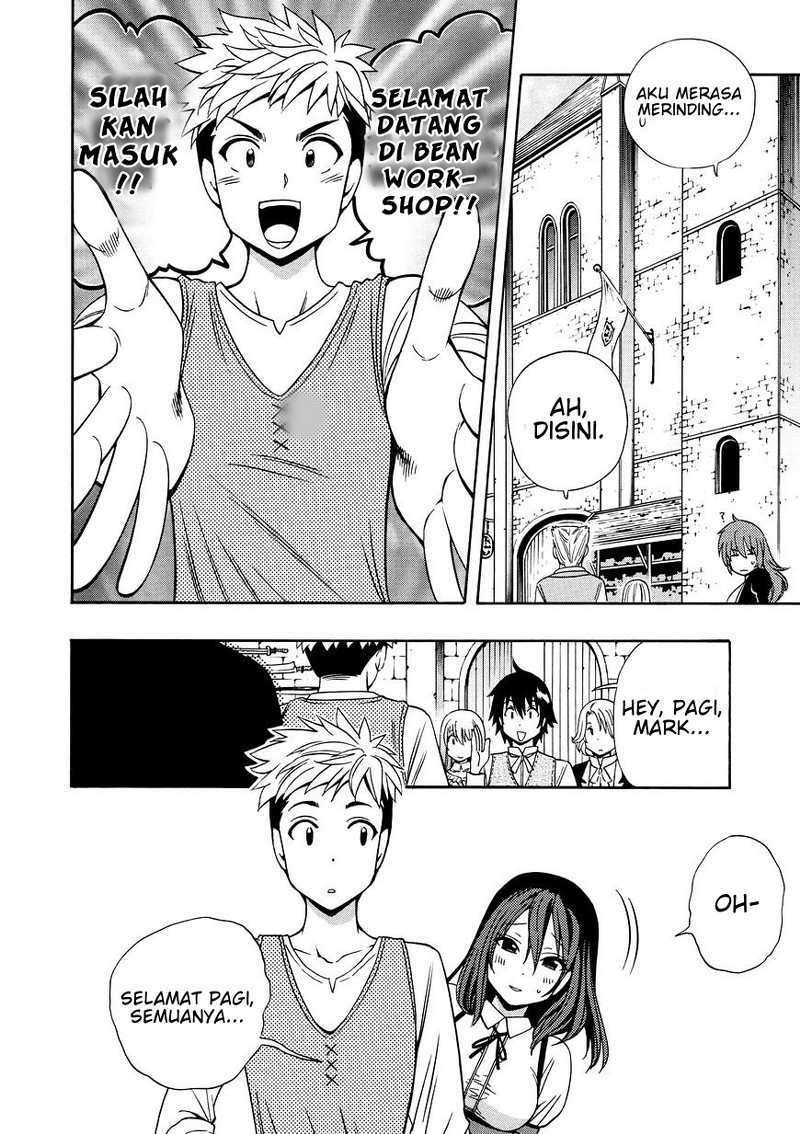 AKU MERASA
MERINDING...
AH,
DISINI.
?
SELAMAT
DATANG
DI BEAN
WORK-
SHOP!!
SILAH
KAN
MASUK
!!
HEY, PAGI,
MARK...
OH-
SELAMAT PAGI,
SEMUANYA...